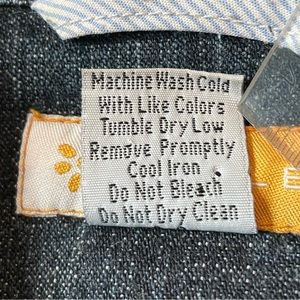 Machine Wash Cold
With Like Colors
Tumble Dry Low
Remove Promptly
Cool Iron
Do Not Bleach
Do Not Dry Clean
E